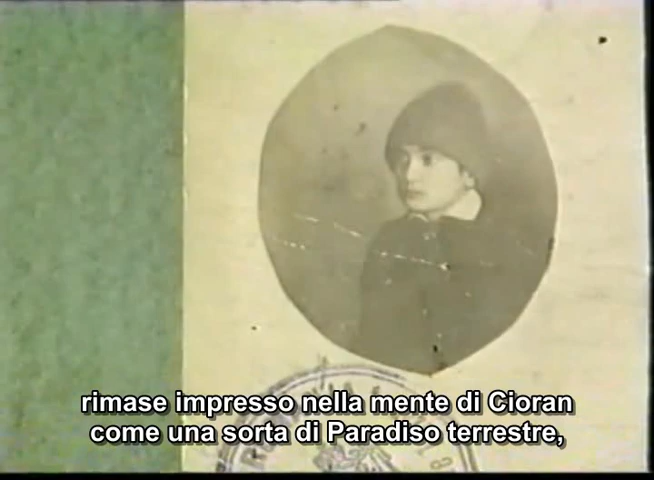 rimase impresso nella mente di Cioran
come una sorta di Paradiso terrestre,